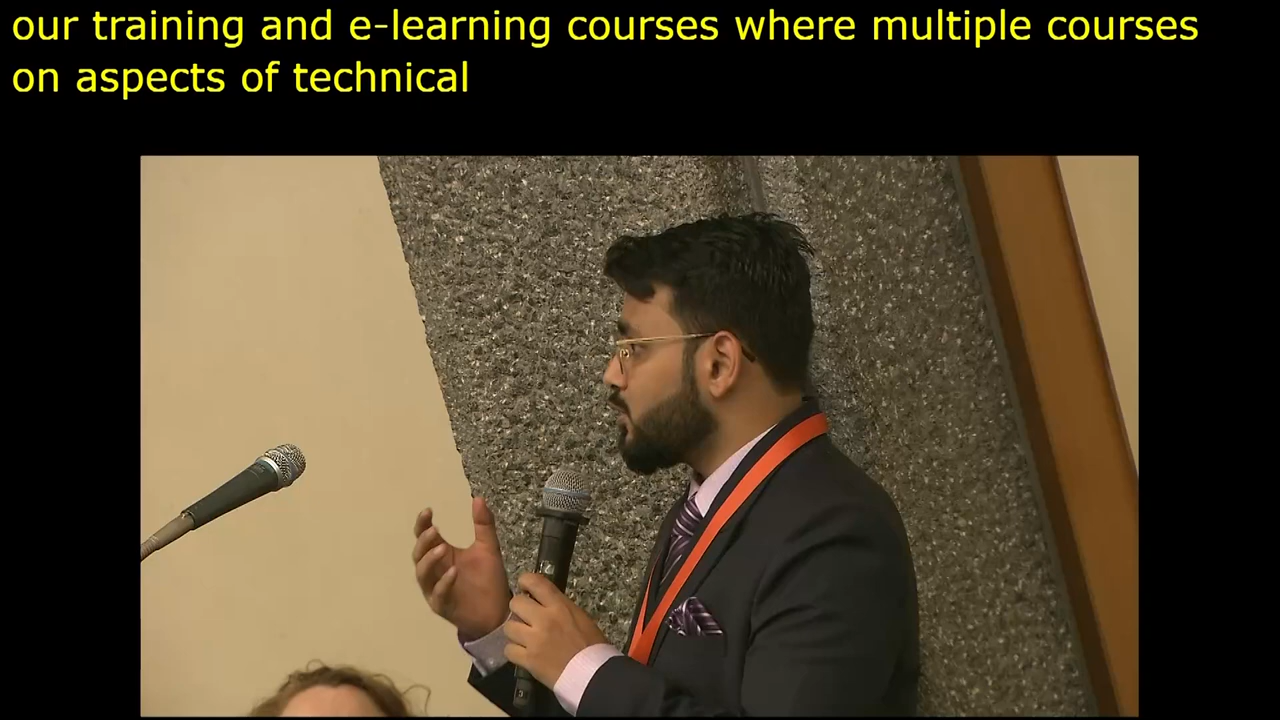 our training and e-learning courses where multiple courses
on aspects of technical